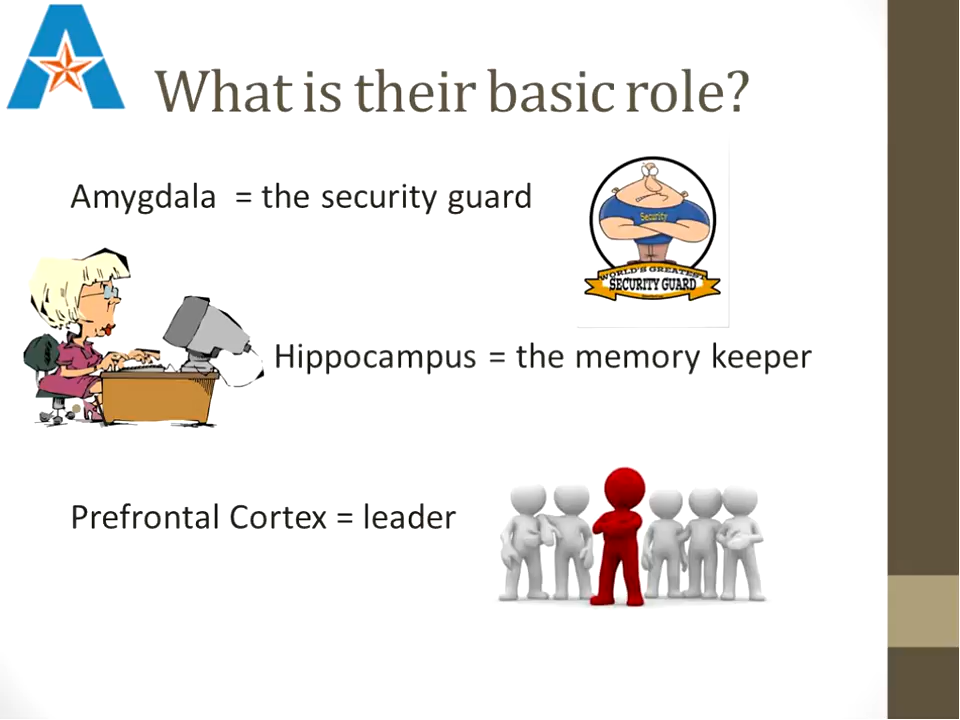 What is their basic role?
Amygdala = the security guard
Security
WORLD'S GREATEST
SECURITY GUARD
Hippocampus = the memory keeper
Prefrontal Cortex = leader